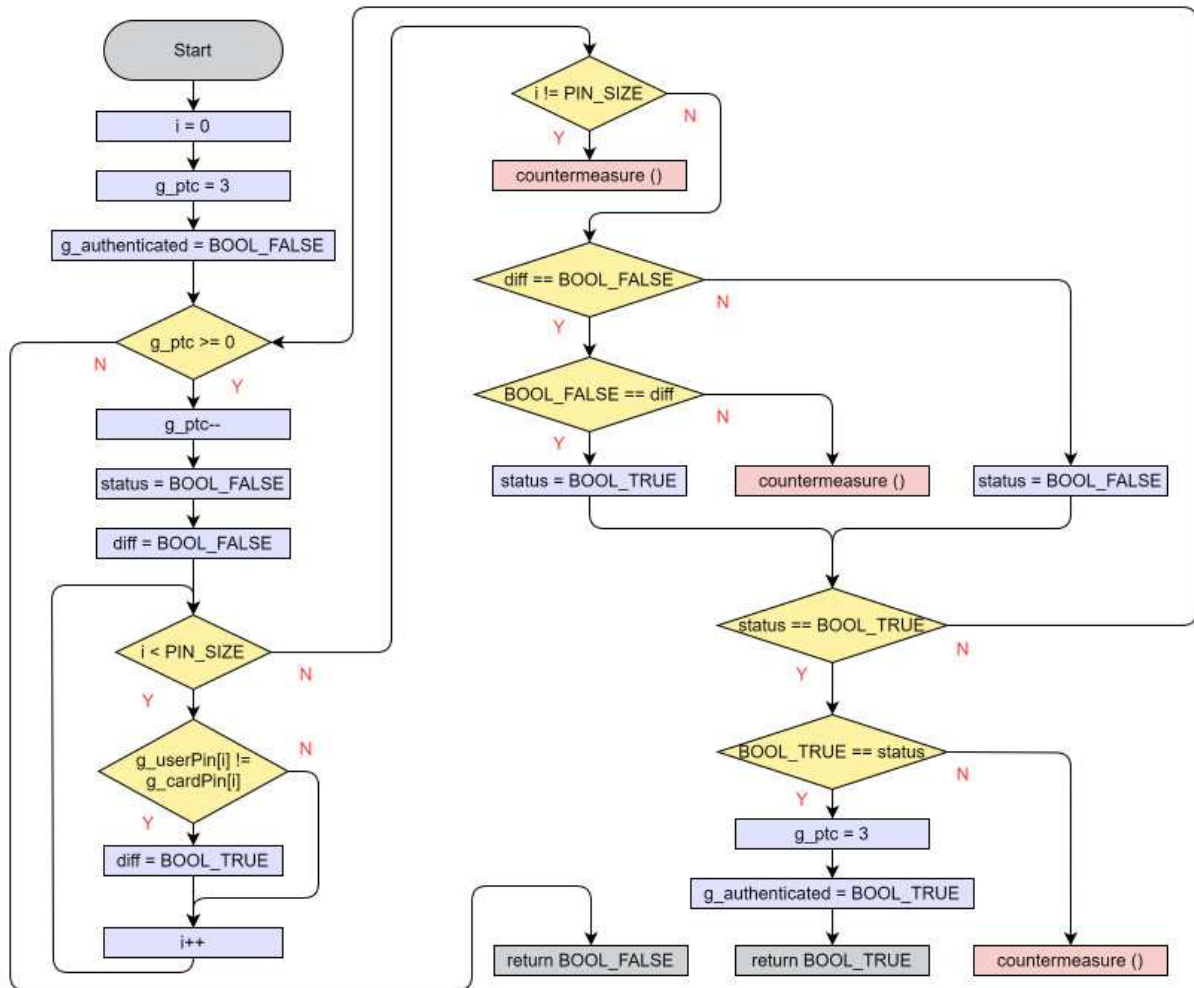 Start
i = 0
g_ptc = 3
g_authenticated = BOOL_FALSE
g_ptc >= 0
N
Y
g_ptc--
status = BOOL_FALSE
diff = BOOL_FALSE
i < PIN_SIZE
N
Y
g_userPin[i] !=
g_cardPin[i]
N
Y
diff = BOOL_TRUE
i++
i != PIN_SIZE
N
Y
countermeasure ()
diff == BOOL_FALSE
N
Y
BOOL_FALSE == diff
N
Y
status = BOOL_TRUE
countermeasure ()
status = BOOL_FALSE
status == BOOL_TRUE
N
Y
BOOL_TRUE == status
N
Y
g_ptc = 3
g_authenticated = BOOL_TRUE
return BOOL_FALSE
return BOOL_TRUE
countermeasure ()